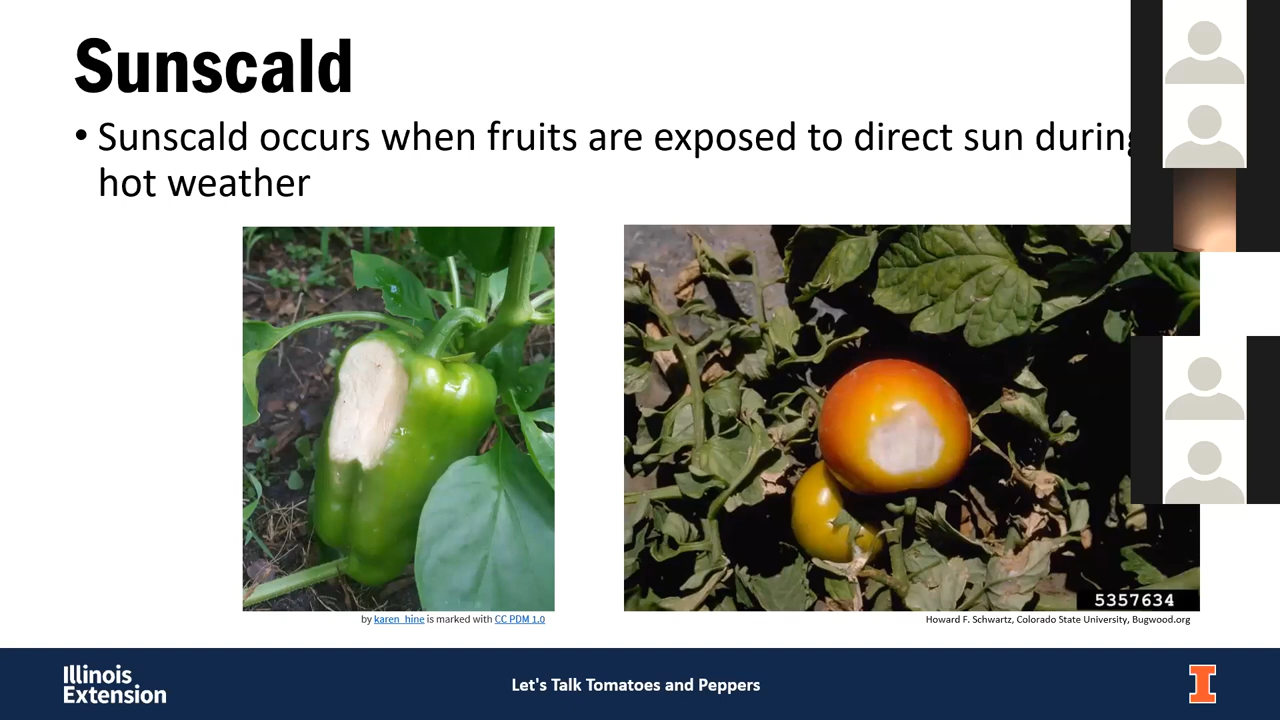 Sunscald
• Sunscald occurs when fruits are exposed to direct sun during
hot weather
5357634
by karen_hine is marked with CC PDM 1.0
Howard F. Schwartz, Colorado State University, Bugwood.org
Illinois
Extension
Let's Talk Tomatoes and Peppers
I